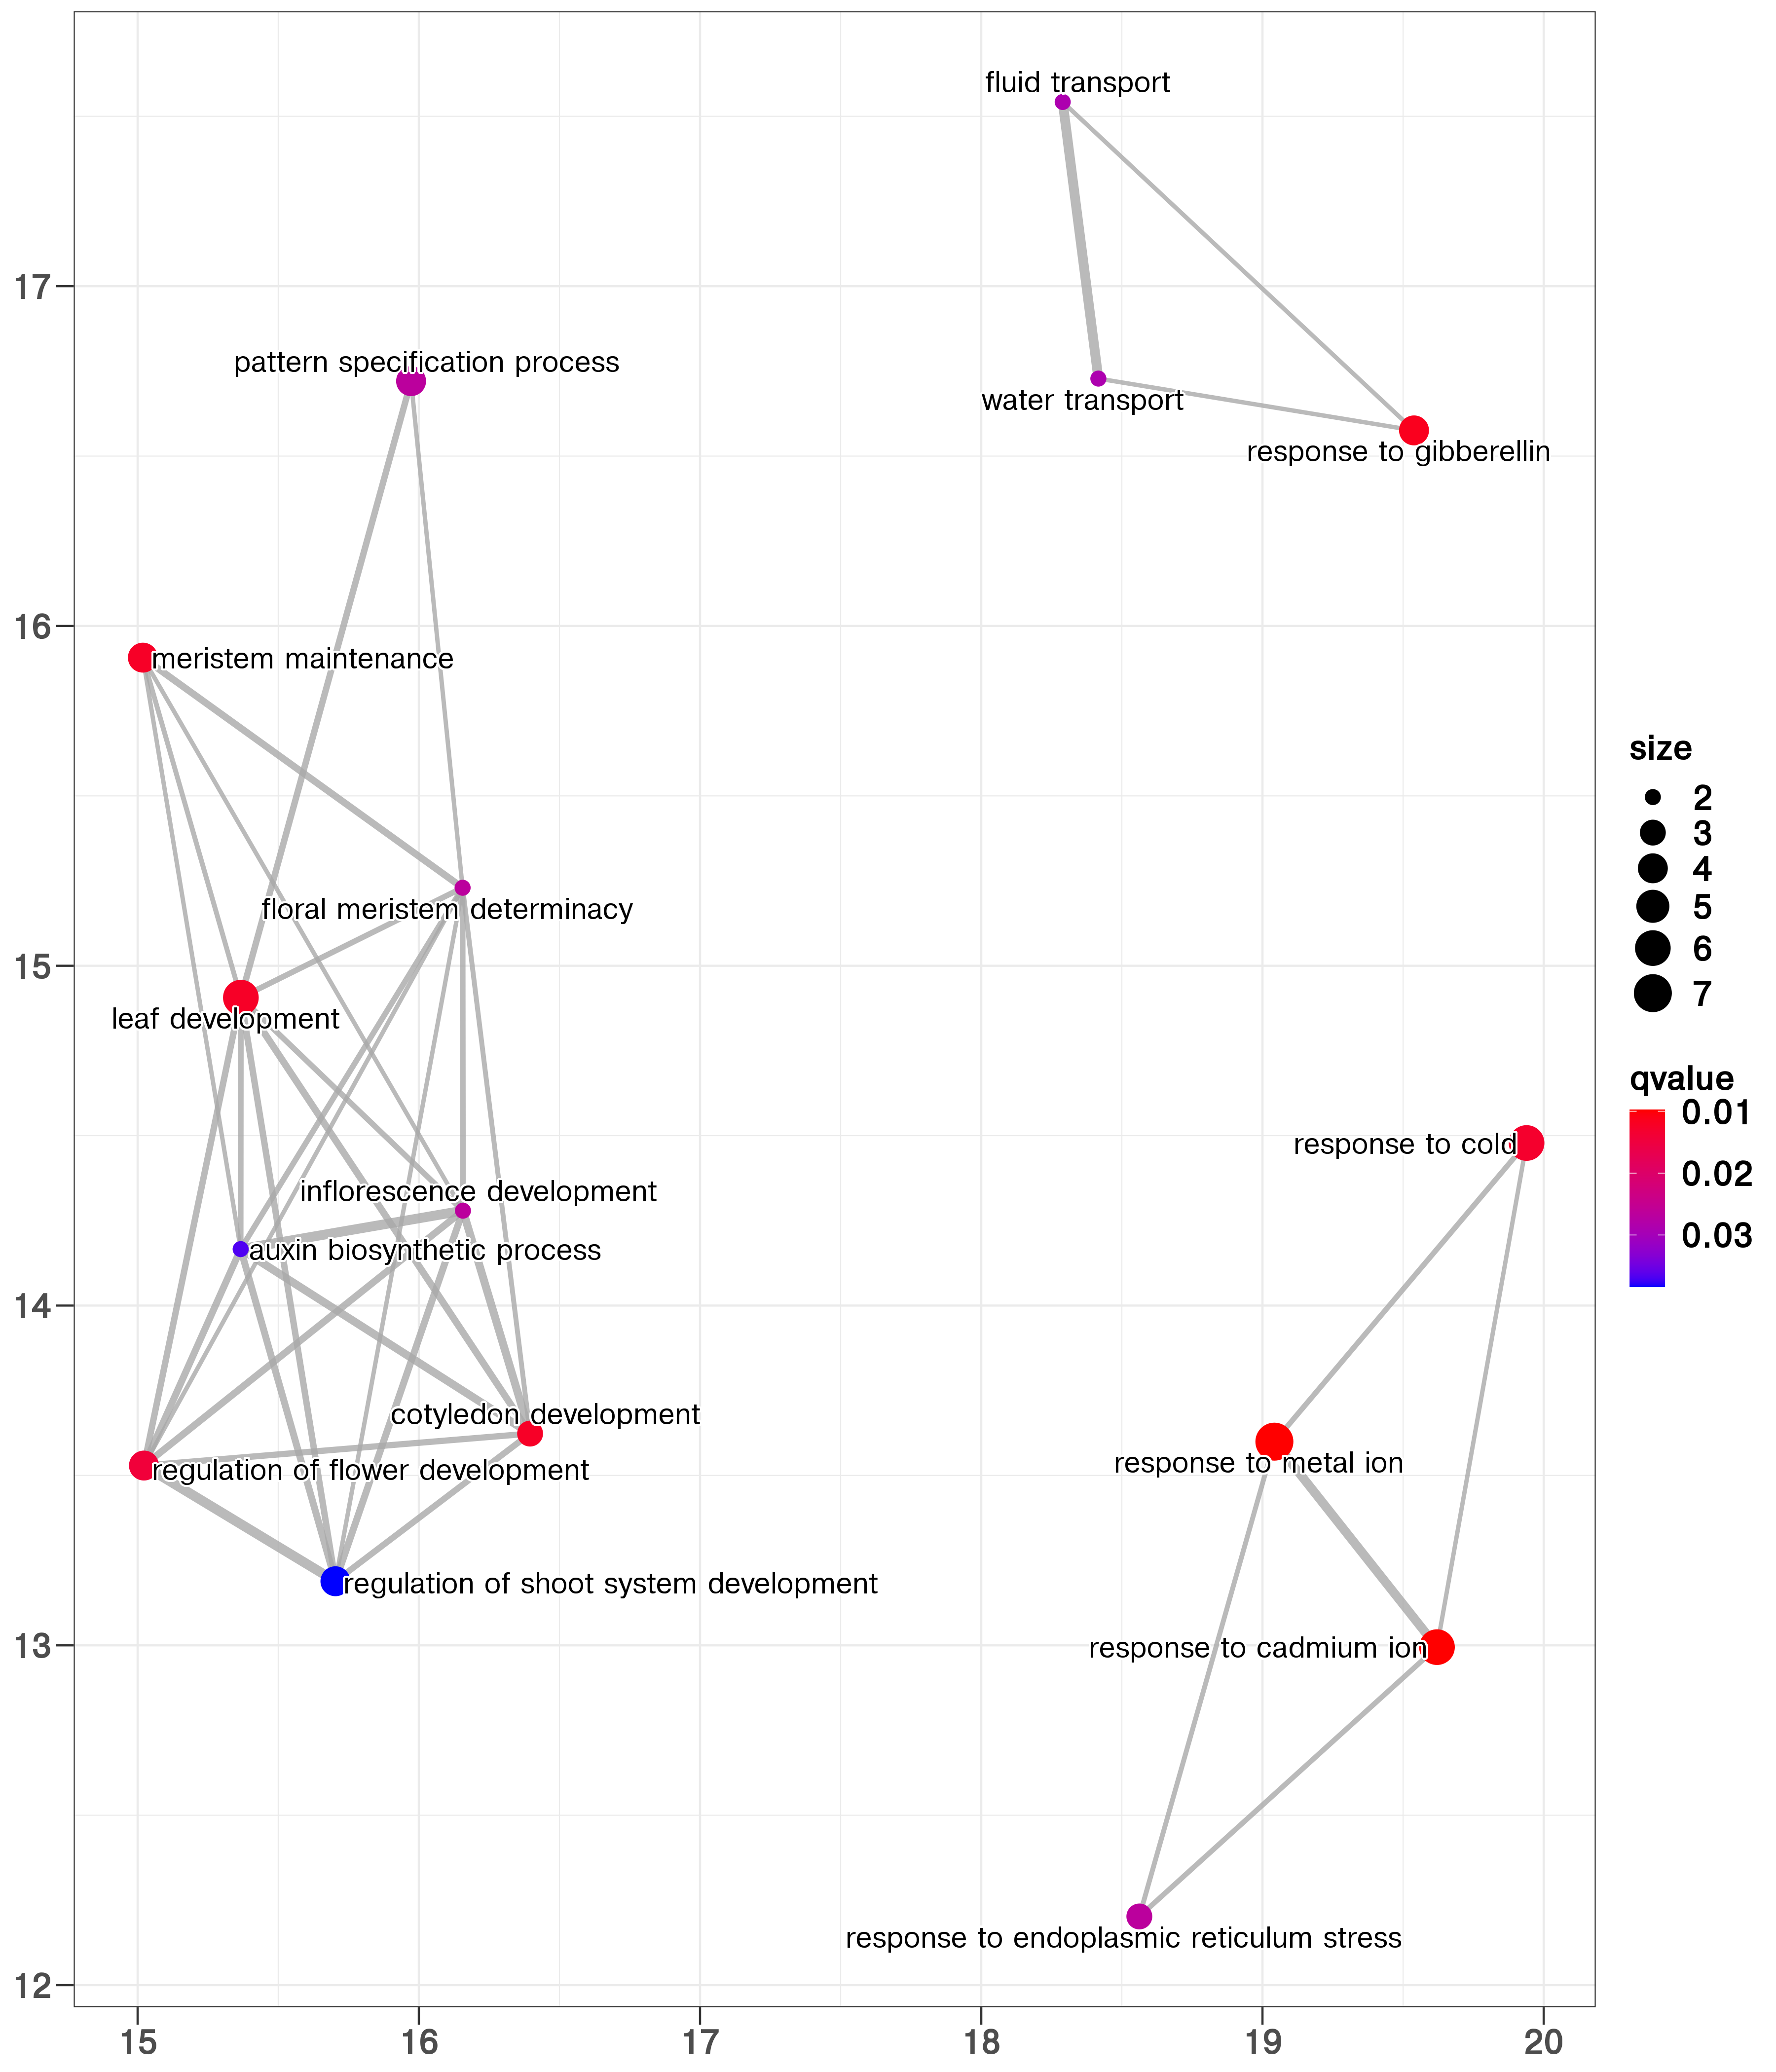 fluid transport
17
pattern specification process
water transport
response to gibberellin
16
meristem maintenance
size
2
3
4
floral meristem determinacy
5
6
15
7
leaf development
qvalue
0.01
response to cold
0.02
inflorescence development
0.03
auxin biosynthetic process
14
cotyledon development
response to metal ion
regulation of flower development
regulation of shoot system development
13
response to cadmium ion
response to endoplasmic reticulum stress
12
15 16 17 18 19 20